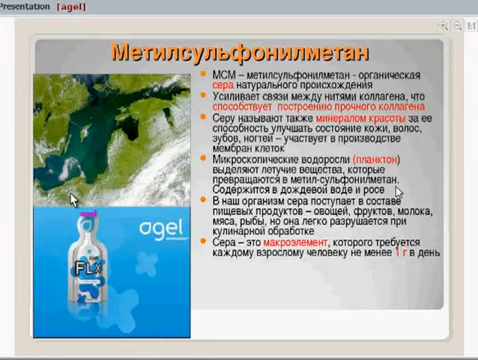 Presentation [agel]
Метилсульфонилметан
МСМ – метилсульфонилметан - органическая
сера натурального происхождения
Усиливает связи между нитями коллагена, что
способствует построению прочного коллагена
Серу называют также минералом красоты за ее
способность улучшать состояние кожи, волос,
зубов, ногтей – участвует в производстве
мембран клеток
Микроскопические водоросли (планктон)
выделяют летучие вещества, которые
превращаются в метил-сульфонилметан.
Содержится в дождевой воде и росе
В наш организм сера поступает в составе
пищевых продуктов – овощей, фруктов, молока,
мяса, рыбы, но она легко разрушается при
кулинарной обработке
Сера – это макроэлемент, которого требуется
каждому взрослому человеку не менее 1 г в день
agel
FLX